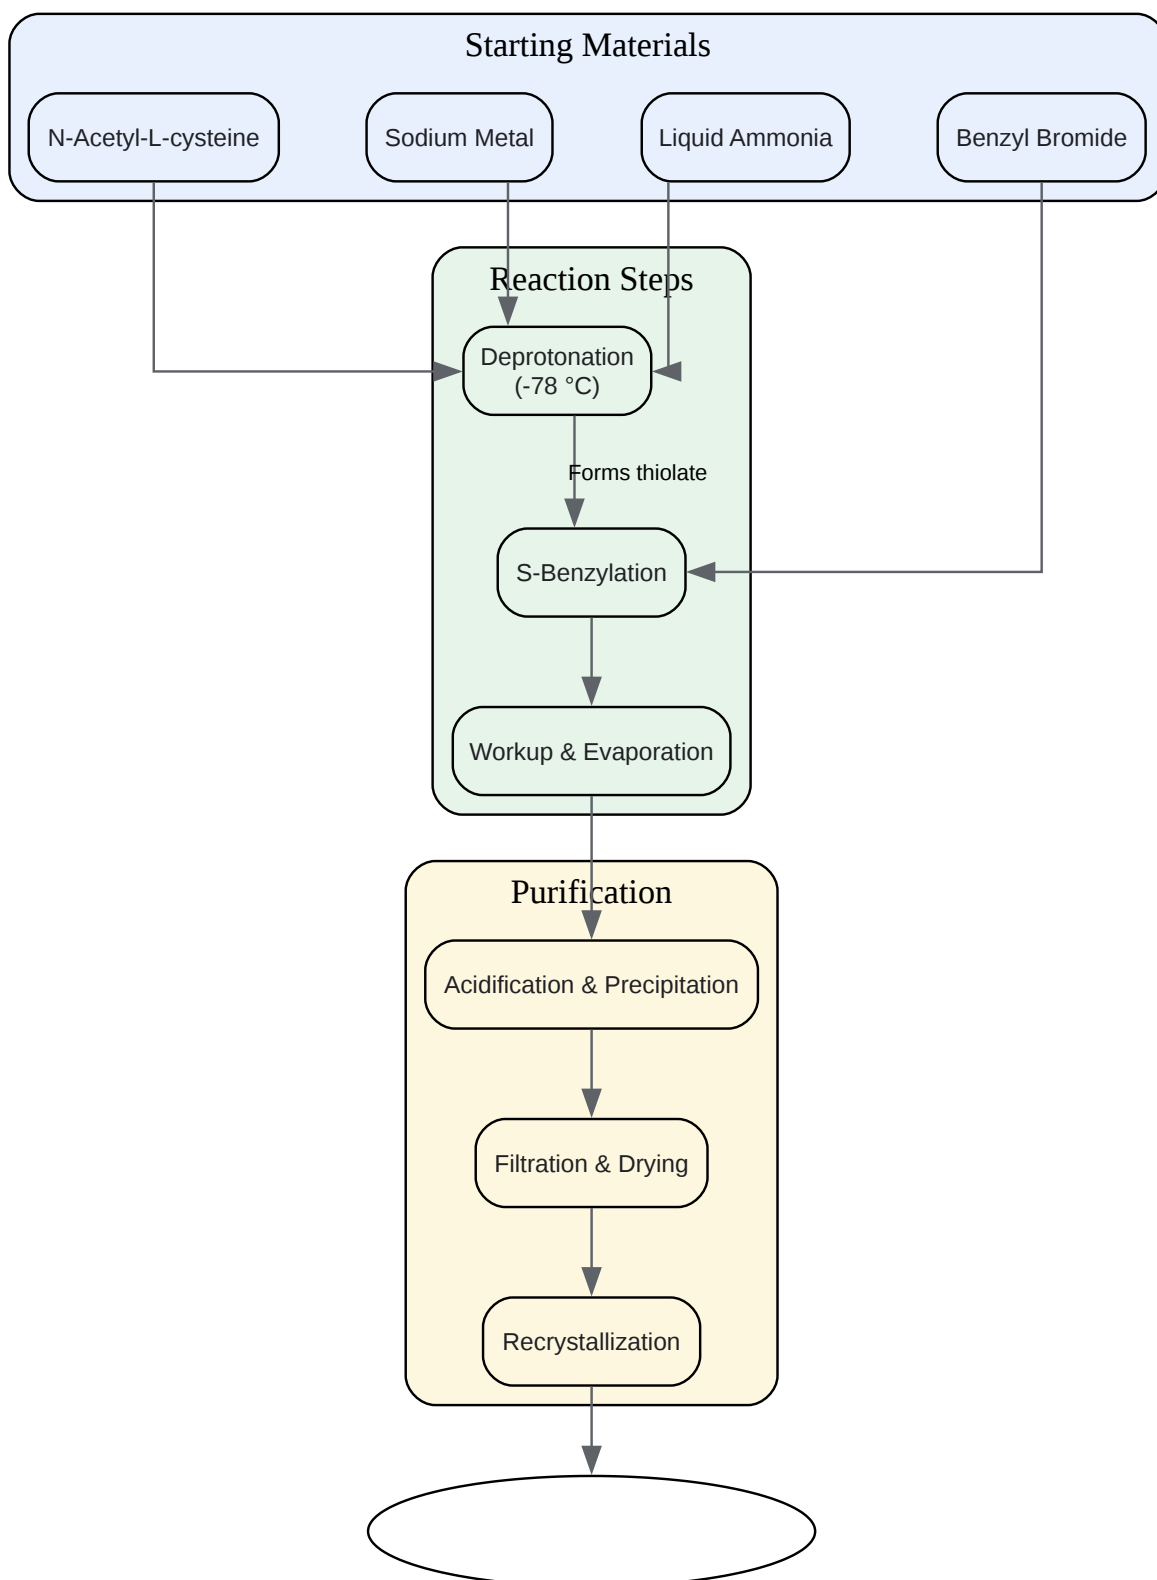 Starting Materials
N-Acetyl-L-cysteine
Sodium Metal
Liquid Ammonia
Benzyl Bromide
Reaction Steps
Deprotonation
(-78 °C)
Forms thiolate
S-Benzylation
Workup & Evaporation
Purification
Acidification & Precipitation
Filtration & Drying
Recrystallization